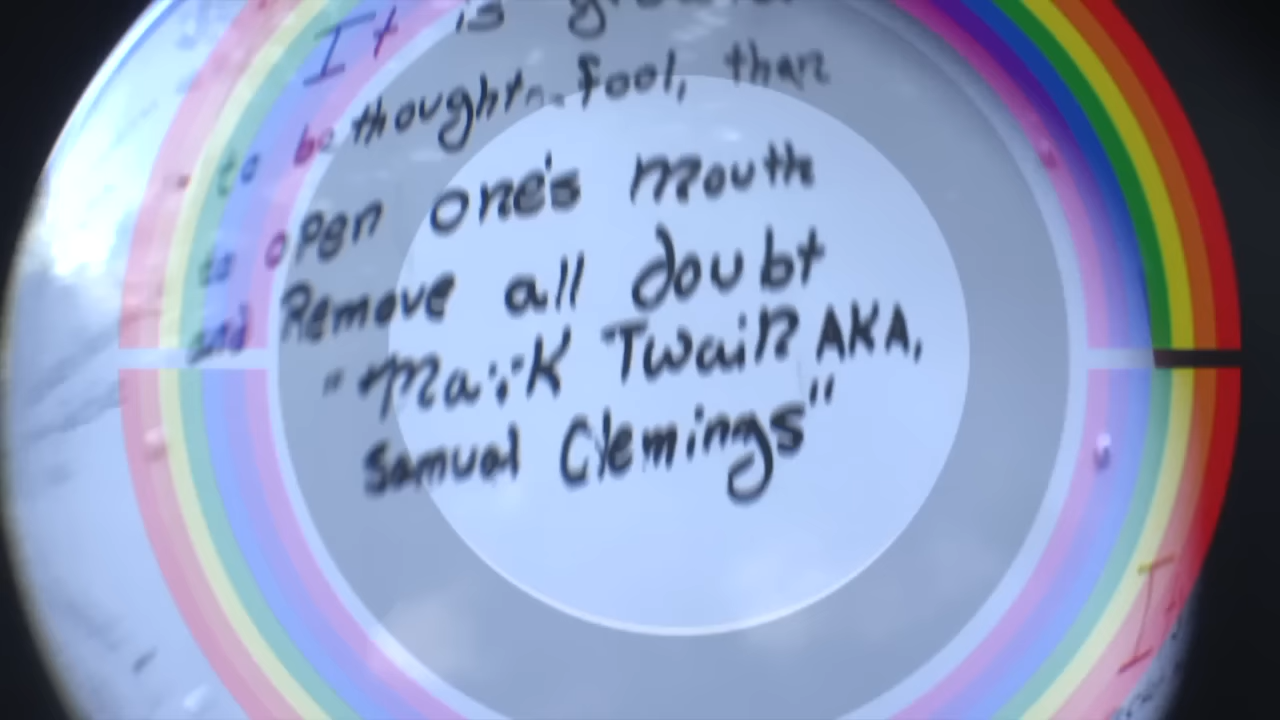 It is
to be thought a fool, than
to open one's mouth
and Remove all doubt
"Mark Twain AKA,
Samual Clemings"
I